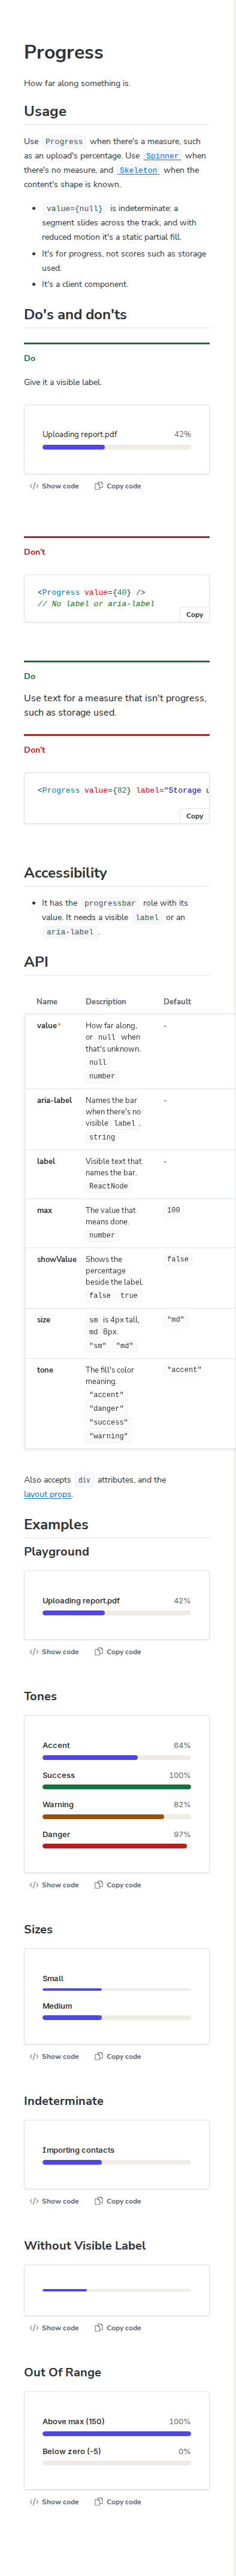 Progress
How far along something is.
Usage
Use Progress when there's a measure, such
as an upload's percentage. Use Spinner when
there's no measure, and Skeleton when the
content's shape is known.
value={null} is indeterminate: a
segment slides across the track, and with
reduced motion it's a static partial fill.
It's for progress, not scores such as storage
used.
It's a client component.
Do's and don'ts
Do
Give it a visible label.
Uploading report.pdf 42%
Show code Copy code
Don't
<Progress value={40} />
// No label or aria-label
Copy
Do
Use text for a measure that isn't progress,
such as storage used.
Don't
<Progress value={82} label="Storage u
Copy
Accessibility
It has the progressbar role with its
value. It needs a visible label or an
aria-label .
API
Name Description Default
value* How far along, -
or null when
that's unknown.
null
number
aria-label Names the bar -
when there's no
visible label .
string
label Visible text that -
names the bar.
ReactNode
max The value that 100
means done.
number
showValue Shows the false
percentage
beside the label.
false true
size sm is 4px tall, "md"
md 8px.
"sm" "md"
tone The fill's color "accent"
meaning.
"accent"
"danger"
"success"
"warning"
Also accepts div attributes, and the
layout props.
Examples
Playground
Uploading report.pdf 42%
Show code Copy code
Tones
Accent 64%
Success 100%
Warning 82%
Danger 97%
Show code Copy code
Sizes
Small
Medium
Show code Copy code
Indeterminate
Importing contacts
Show code Copy code
Without Visible Label
Show code Copy code
Out Of Range
Above max (150) 100%
Below zero (-5) 0%
Show code Copy code